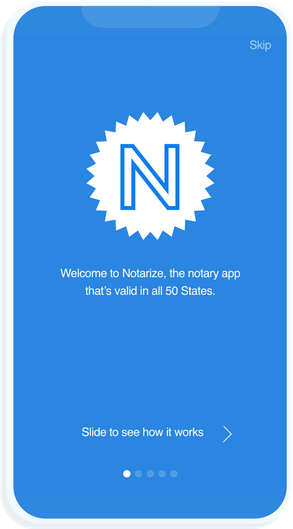 Skip
N
Welcome to Notarize, the notary app
that's valid in all 50 States.
Slide to see how it works